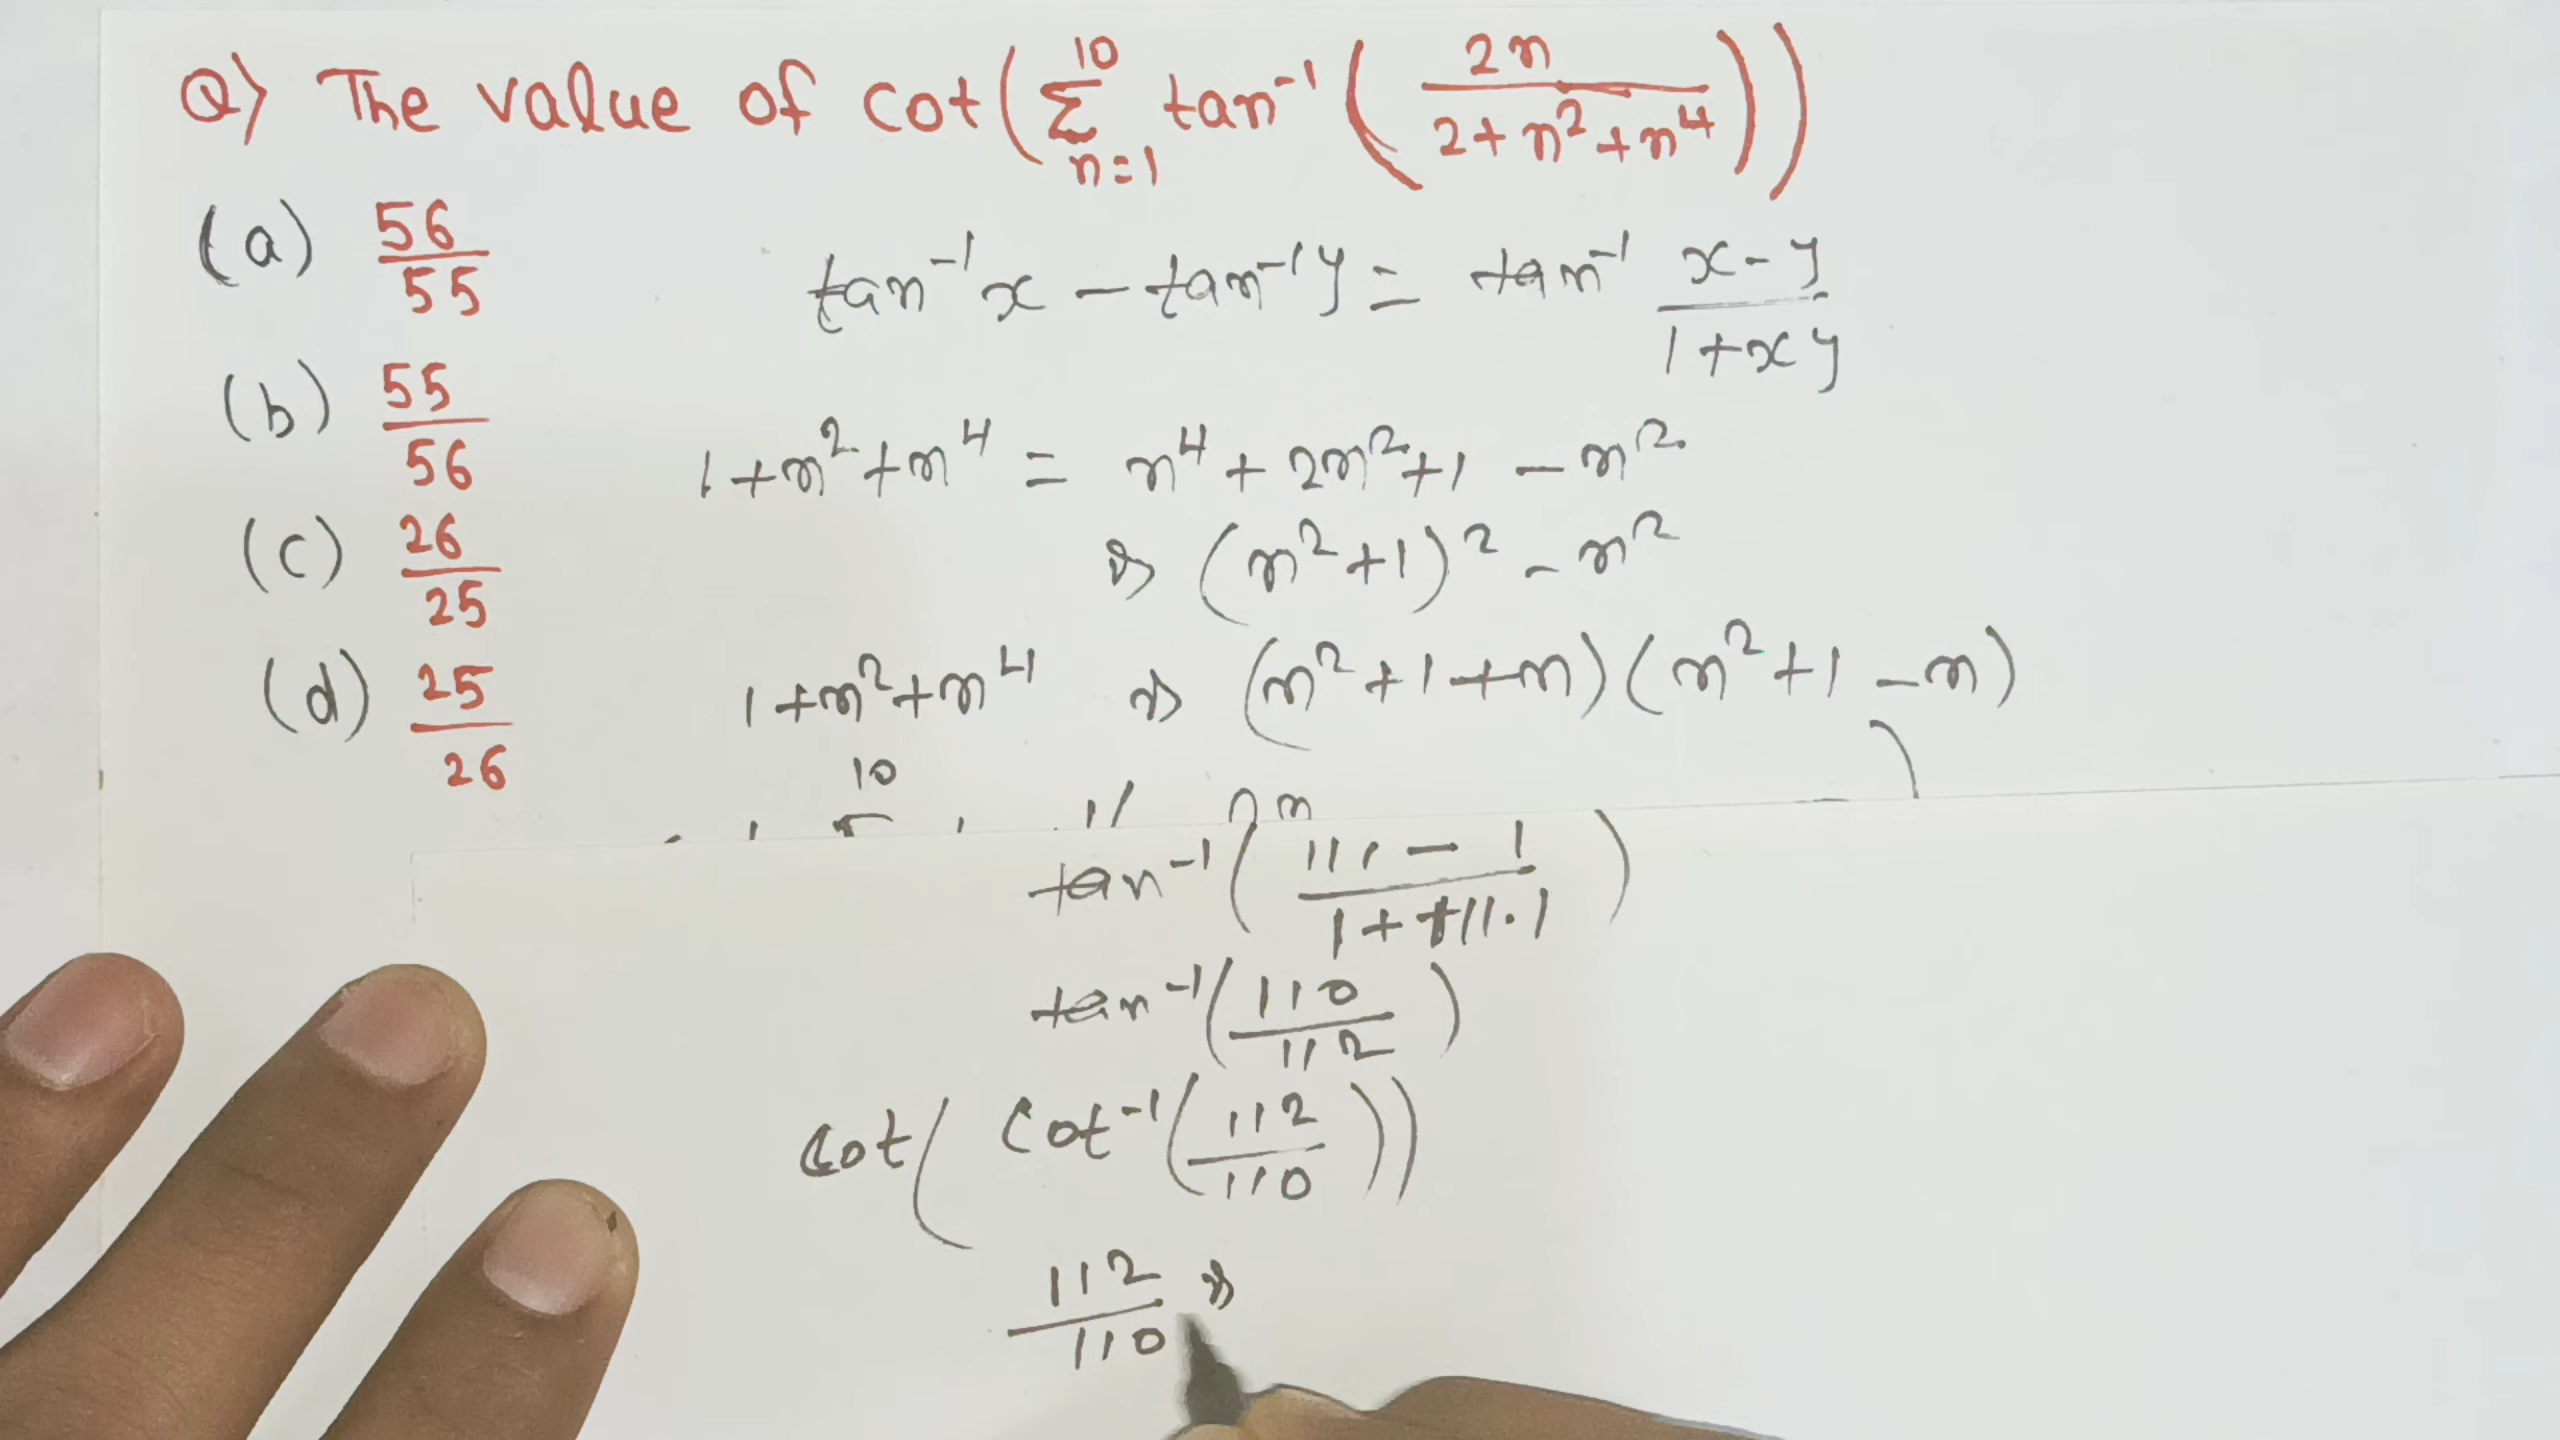 Q) The value of cot(∑_{n=1}^{10} tan⁻¹(2n/(2+n²+n⁴)))
(a) 56/55
tan⁻¹x - tan⁻¹y = tan⁻¹ (x-y)/(1+xy)
(b) 55/56
1+n²+n⁴ = n⁴+2n²+1 - n²
(c) 26/25
⇒ (n²+1)² - n²
(d) 25/26
1+n²+n⁴ ⇒ (n²+1+n)(n²+1-n)
10
tan⁻¹((111-1)/(1+111.1))
tan⁻¹(110/112)
cot(cot⁻¹(112/110))
112/110 ⇒